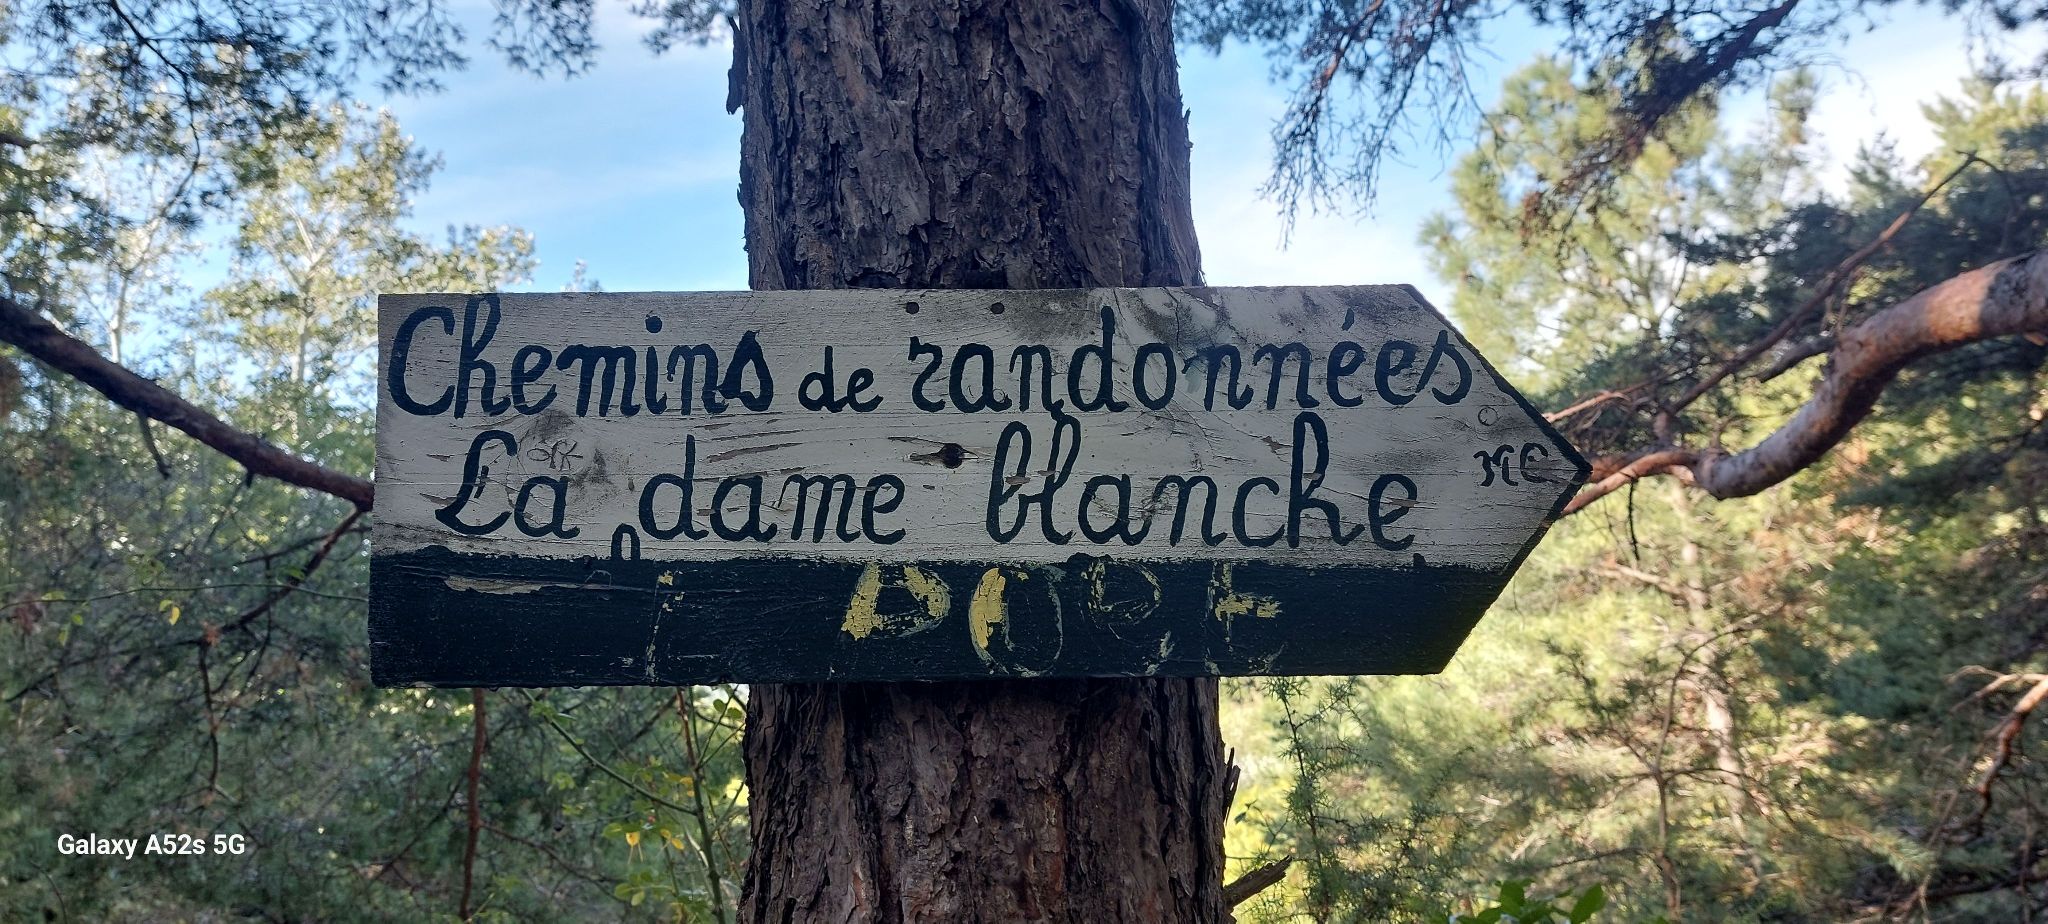 Chemins de randonnées
La dame blanche
Galaxy A52s 5G